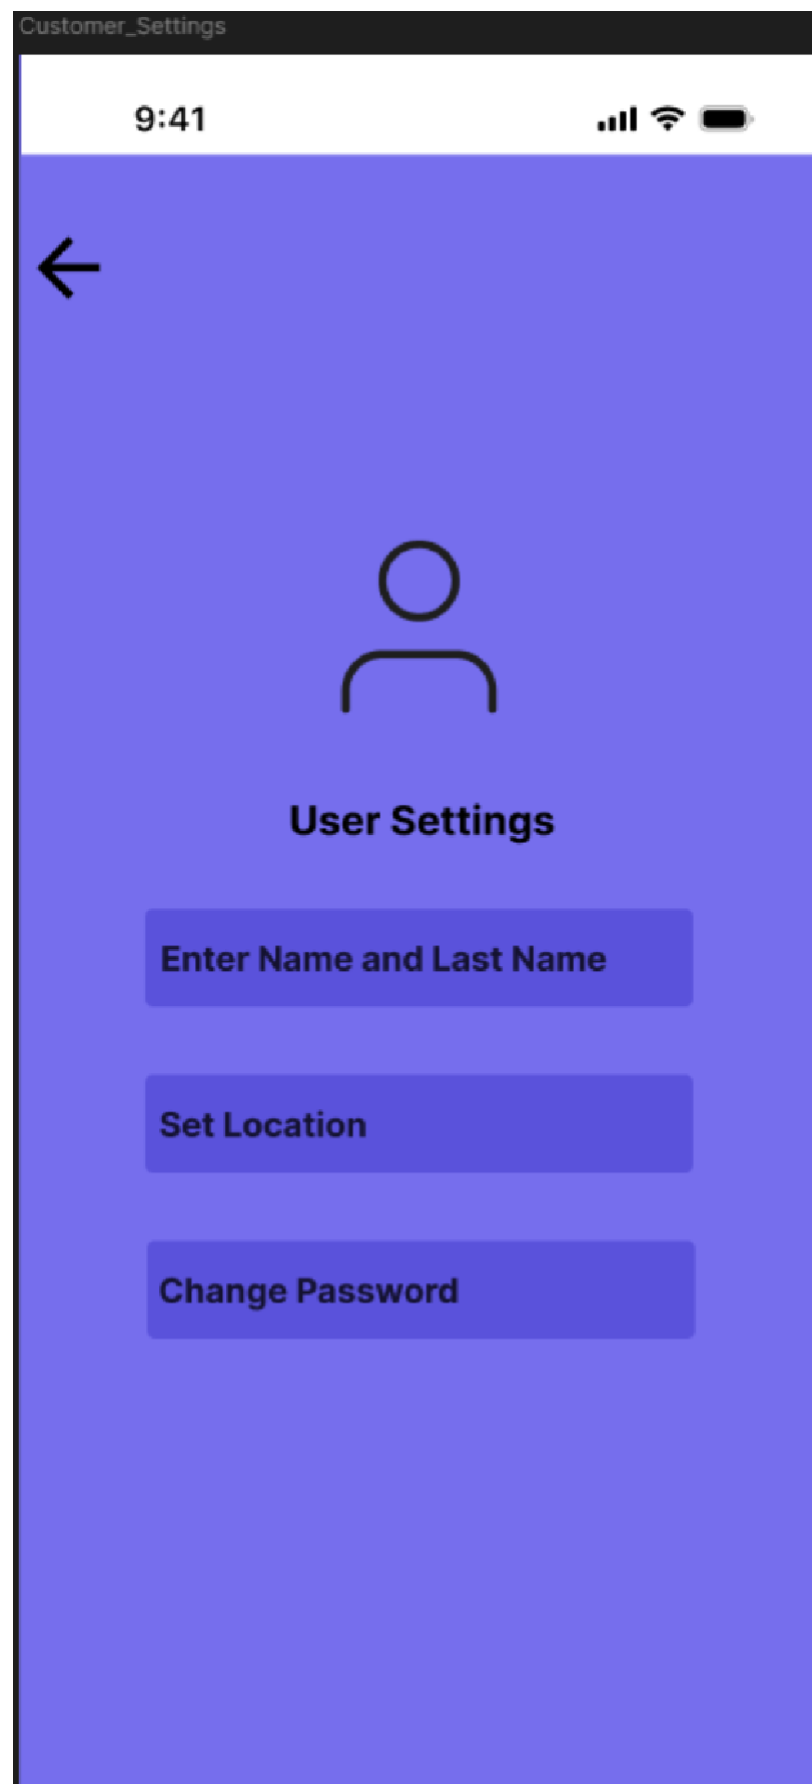 Customer_Settings
9:41
User Settings
Enter Name and Last Name
Set Location
Change Password